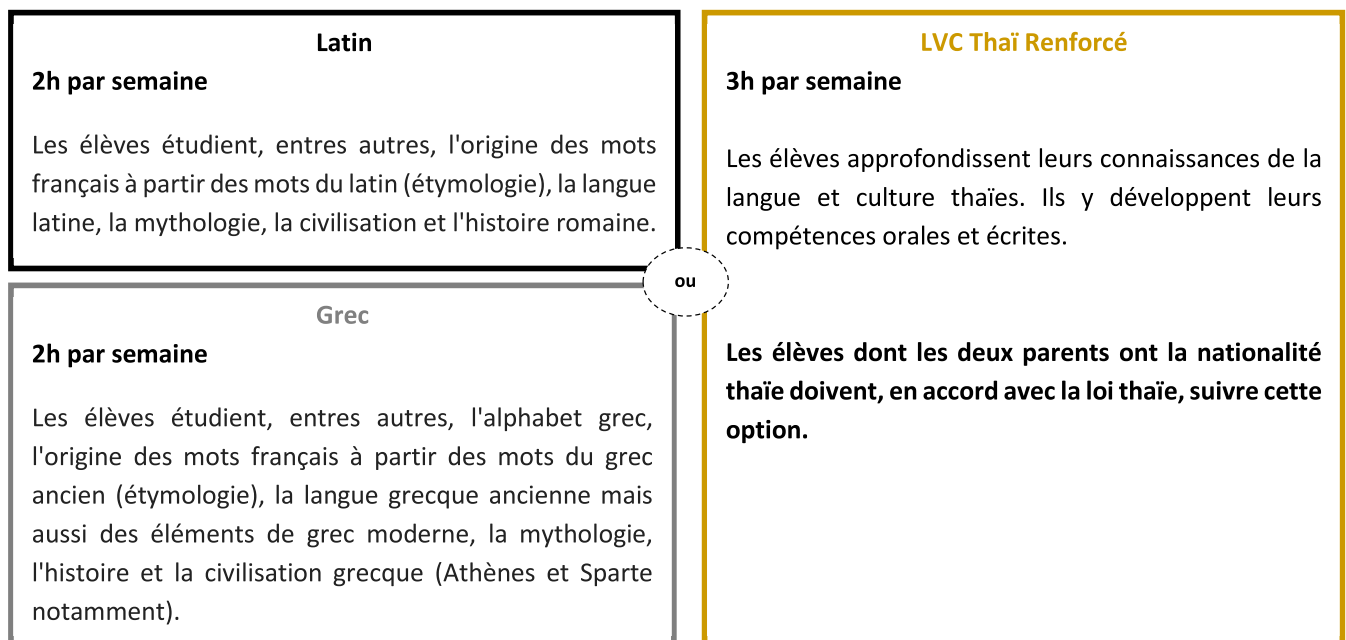 Latin
2h par semaine
Les élèves étudient, entres autres, l'origine des mots
français à partir des mots du latin (étymologie), la langue
latine, la mythologie, la civilisation et l'histoire romaine.
Grec
2h par semaine
Les élèves étudient, entres autres, l'alphabet grec,
l'origine des mots français à partir des mots du grec
ancien (étymologie), la langue grecque ancienne mais
aussi des éléments de grec moderne, la mythologie,
l'histoire et la civilisation grecque (Athènes et Sparte
notamment).
ou
LVC Thaï Renforcé
3h par semaine
Les élèves approfondissent leurs connaissances de la
langue et culture thaïes. Ils y développent leurs
compétences orales et écrites.
Les élèves dont les deux parents ont la nationalité
thaïe doivent, en accord avec la loi thaïe, suivre cette
option.